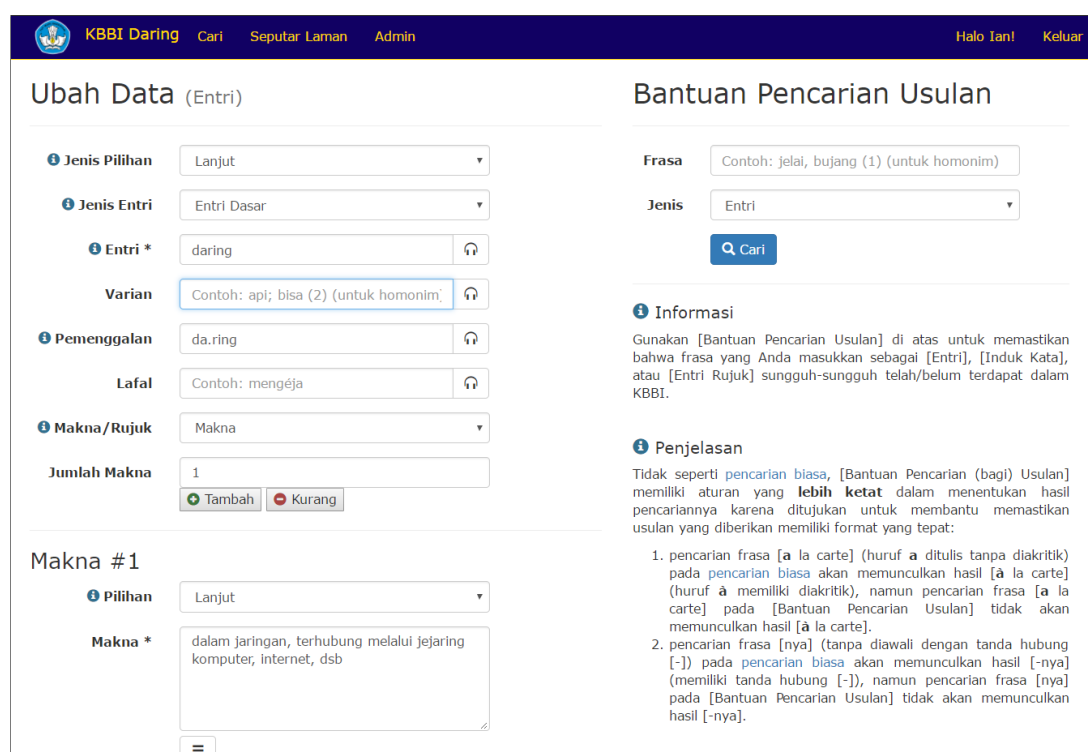 KBBI Daring Cari Seputar Laman Admin Halo Ian! Keluar
Ubah Data (Entri)
Jenis Pilihan Lanjut
Jenis Entri Entri Dasar
Entri * daring
Varian Contoh: api; bisa (2) (untuk homonim)
Pemenggalan da.ring
Lafal Contoh: mengéja
Makna/Rujuk Makna
Jumlah Makna 1
Tambah Kurang
Makna #1
Pilihan Lanjut
Makna * dalam jaringan, terhubung melalui jejaring
komputer, internet, dsb
Bantuan Pencarian Usulan
Frasa Contoh: jelai, bujang (1) (untuk homonim)
Jenis Entri
Cari
Informasi
Gunakan [Bantuan Pencarian Usulan] di atas untuk memastikan
bahwa frasa yang Anda masukkan sebagai [Entri], [Induk Kata],
atau [Entri Rujuk] sungguh-sungguh telah/belum terdapat dalam
KBBI.
Penjelasan
Tidak seperti pencarian biasa, [Bantuan Pencarian (bagi) Usulan]
memiliki aturan yang lebih ketat dalam menentukan hasil
pencariannya karena ditujukan untuk membantu memastikan
usulan yang diberikan memiliki format yang tepat:
1. pencarian frasa [a la carte] (huruf a ditulis tanpa diakritik)
pada pencarian biasa akan memunculkan hasil [à la carte]
(huruf à memiliki diakritik), namun pencarian frasa [a la
carte] pada [Bantuan Pencarian Usulan] tidak akan
memunculkan hasil [à la carte].
2. pencarian frasa [nya] (tanpa diawali dengan tanda hubung
[-]) pada pencarian biasa akan memunculkan hasil [-nya]
(memiliki tanda hubung [-]), namun pencarian frasa [nya]
pada [Bantuan Pencarian Usulan] tidak akan memunculkan
hasil [-nya].